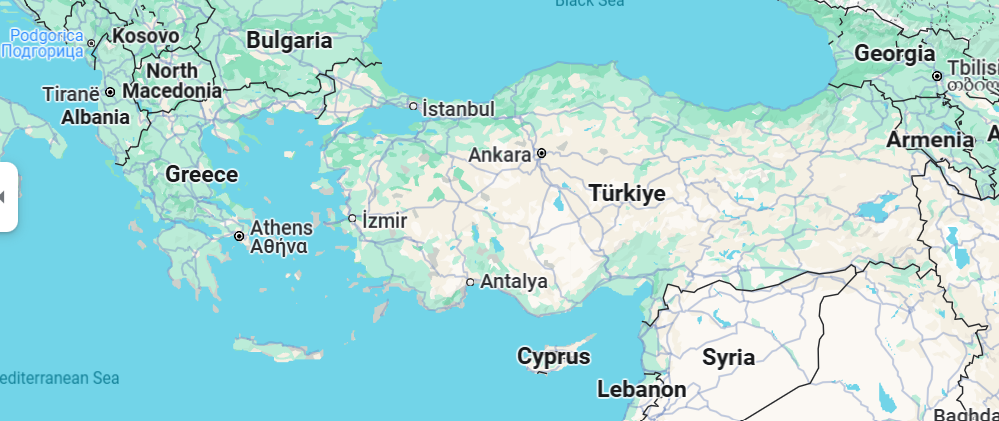 Black Sea
Podgorica
Подгорица
Kosovo
Bulgaria
Georgia
Tbilisi
North
Macedonia
Tiranë
Albania
İstanbul
Armenia
Ankara
Greece
Türkiye
Athens
Αθήνα
İzmir
Antalya
Cyprus
Syria
editerranean Sea
Lebanon
Baghda